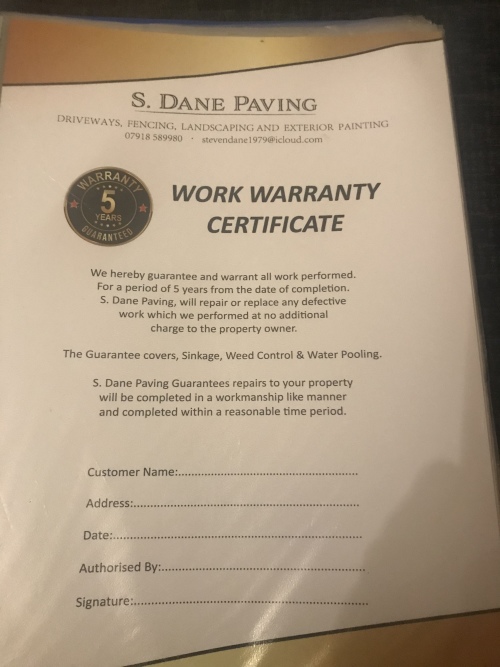 S. DANE PAVING
DRIVEWAYS, FENCING, LANDSCAPING AND EXTERIOR PAINTING
07918 589980 · stevendane1979@icloud.com
WARRANTY
5
YEARS
GUARANTEED
WORK WARRANTY
CERTIFICATE
We hereby guarantee and warrant all work performed.
For a period of 5 years from the date of completion.
S. Dane Paving, will repair or replace any defective
work which we performed at no additional
charge to the property owner.
The Guarantee covers, Sinkage, Weed Control & Water Pooling.
S. Dane Paving Guarantees repairs to your property
will be completed in a workmanship like manner
and completed within a reasonable time period.
Customer Name:..........................................................
Address:..........................................................
Date:..........................................................
Authorised By:..........................................................
Signature:..........................................................